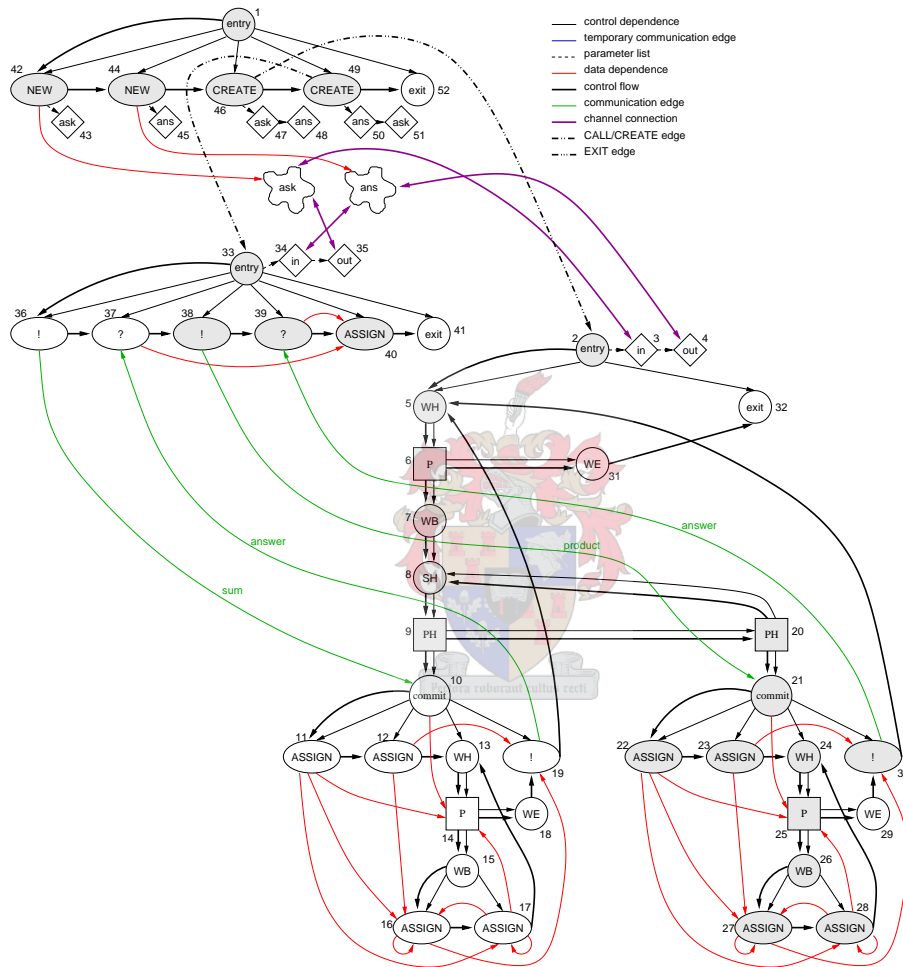 entry 1
control dependence
temporary communication edge
parameter list
data dependence
control flow
communication edge
channel connection
CALL/CREATE edge
EXIT edge
42 44 49
NEW NEW CREATE CREATE exit 52
46
ask ans ask ans ans ask
43 45 47 48 50 51
ask ans
33 34 35
entry in out
36 37 38 39 41
! ? ! ? ASSIGN exit
40
2 3 4
entry in out
5 WH exit 32
6 P WE
31
7 WB answer
answer product
8 SH
sum
9 PH PH 20
10 21
commit commit
Pectora roborant cultus recti
11 12 13 22 23 24
ASSIGN ASSIGN WH ! ASSIGN ASSIGN WH !
19 3
P WE P WE
14 18 25 29
15 26
WB WB
16 17 28
ASSIGN ASSIGN 27 ASSIGN ASSIGN